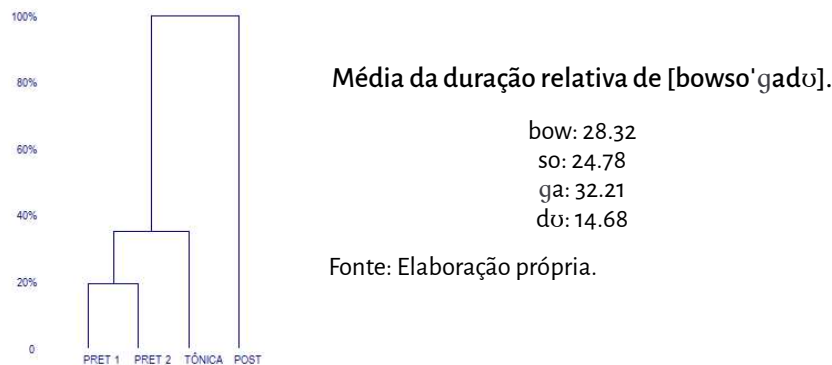 100%
80%
60%
40%
20%
0
PRET 1 PRET 2 TÔNICA POST
Média da duração relativa de [bowso'ɡadʊ].
bow: 28.32
so: 24.78
ɡa: 32.21
dʊ: 14.68
Fonte: Elaboração própria.